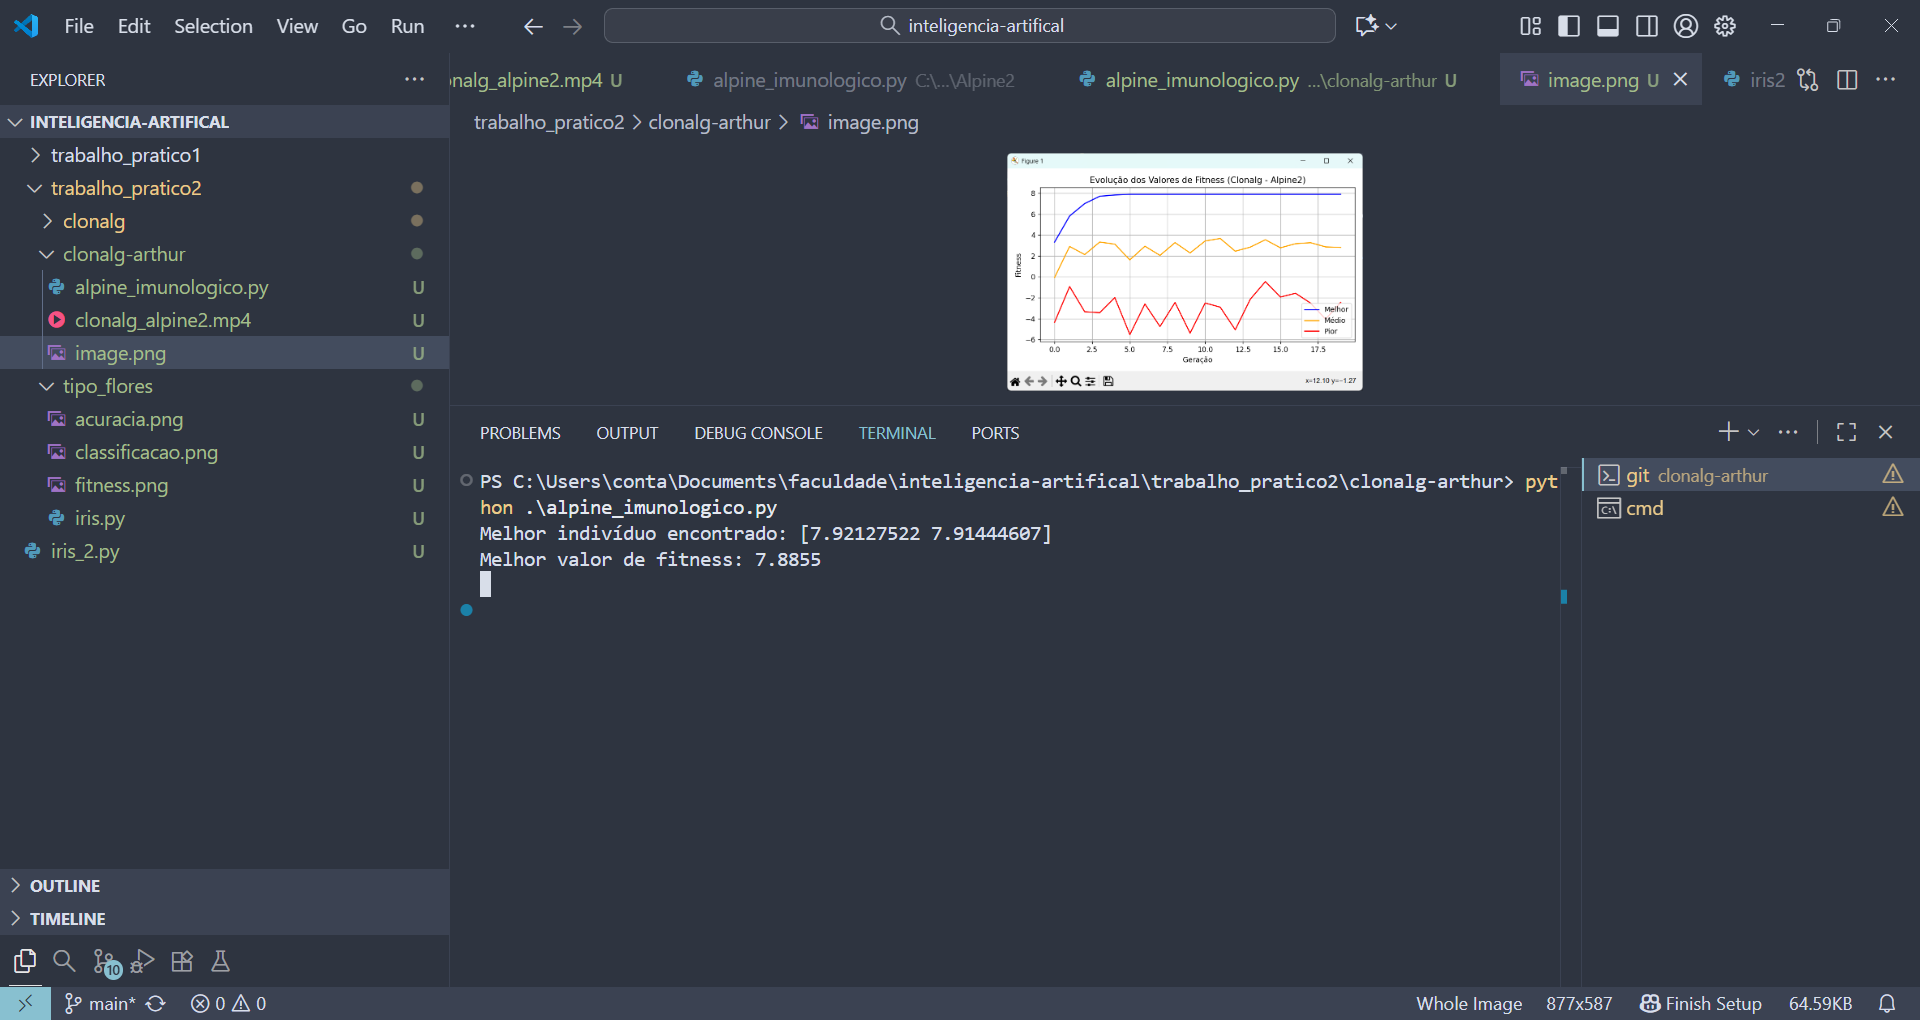 File Edit Selection View Go Run ···
inteligencia-artifical
EXPLORER ···
nalg_alpine2.mp4 U
alpine_imunologico.py C:\...\Alpine2
alpine_imunologico.py ...\clonalg-arthur U
image.png U
iris2
INTELIGENCIA-ARTIFICAL
trabalho_pratico1
trabalho_pratico2
clonalg
clonalg-arthur
alpine_imunologico.py U
clonalg_alpine2.mp4 U
image.png U
tipo_flores
acuracia.png U
classificacao.png U
fitness.png U
iris.py U
iris_2.py U
OUTLINE
TIMELINE
10
trabalho_pratico2 > clonalg-arthur > image.png
Figure 1
Evolução dos Valores de Fitness (Clonalg - Alpine2)
8
6
4
2
0
−2
−4
−6
Fitness
0.0 2.5 5.0 7.5 10.0 12.5 15.0 17.5
Geração
Melhor
Médio
Pior
x=12.10 y=−1.27
PROBLEMS OUTPUT DEBUG CONSOLE TERMINAL PORTS
PS C:\Users\conta\Documents\faculdade\inteligencia-artifical\trabalho_pratico2\clonalg-arthur> pyt
hon .\alpine_imunologico.py
Melhor indivíduo encontrado: [7.92127522 7.91444607]
Melhor valor de fitness: 7.8855
git clonalg-arthur
cmd
main* 0 0
Whole Image 877x587 Finish Setup 64.59KB